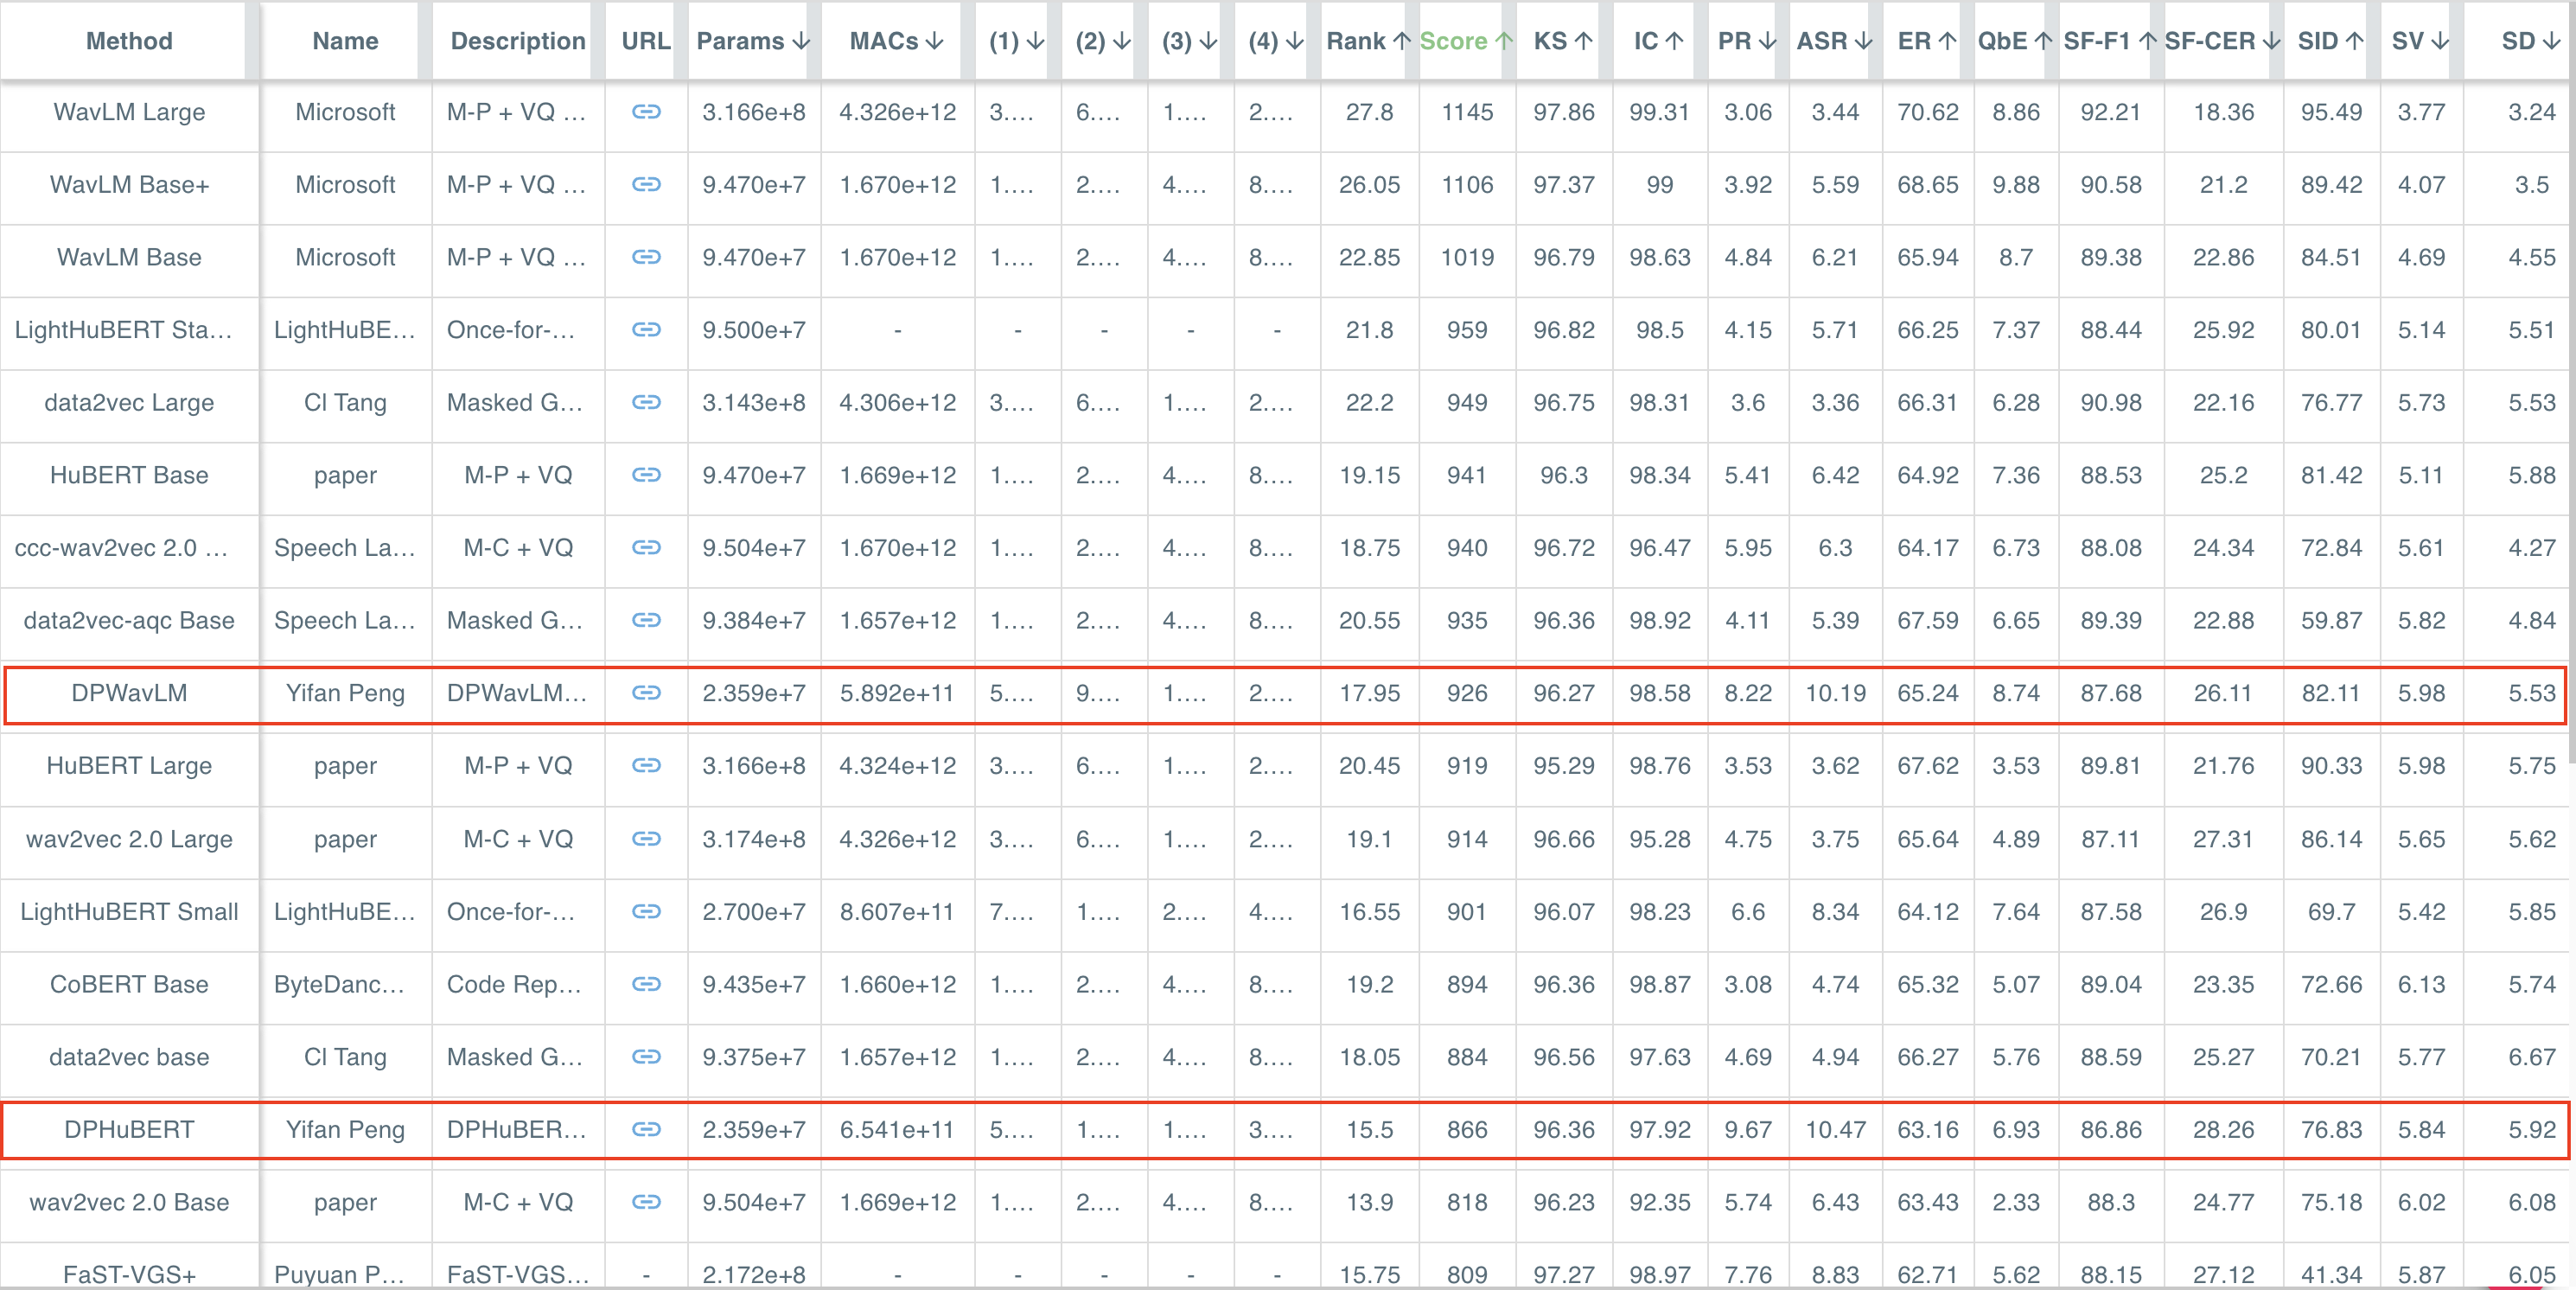 Method Name Description URL Params ↓ MACs ↓ (1) ↓ (2) ↓ (3) ↓ (4) ↓ Rank ↑ Score ↑ KS ↑ IC ↑ PR ↓ ASR ↓ ER ↑ QbE ↑ SF-F1 ↑ SF-CER ↓ SID ↑ SV ↓ SD ↓
WavLM Large Microsoft M-P + VQ ... 3.166e+8 4.326e+12 3.... 6.... 1.... 2.... 27.8 1145 97.86 99.31 3.06 3.44 70.62 8.86 92.21 18.36 95.49 3.77 3.24
WavLM Base+ Microsoft M-P + VQ ... 9.470e+7 1.670e+12 1.... 2.... 4.... 8.... 26.05 1106 97.37 99 3.92 5.59 68.65 9.88 90.58 21.2 89.42 4.07 3.5
WavLM Base Microsoft M-P + VQ ... 9.470e+7 1.670e+12 1.... 2.... 4.... 8.... 22.85 1019 96.79 98.63 4.84 6.21 65.94 8.7 89.38 22.86 84.51 4.69 4.55
LightHuBERT Sta... LightHuBE... Once-for-... 9.500e+7 - - - - - 21.8 959 96.82 98.5 4.15 5.71 66.25 7.37 88.44 25.92 80.01 5.14 5.51
data2vec Large CI Tang Masked G... 3.143e+8 4.306e+12 3.... 6.... 1.... 2.... 22.2 949 96.75 98.31 3.6 3.36 66.31 6.28 90.98 22.16 76.77 5.73 5.53
HuBERT Base paper M-P + VQ 9.470e+7 1.669e+12 1.... 2.... 4.... 8.... 19.15 941 96.3 98.34 5.41 6.42 64.92 7.36 88.53 25.2 81.42 5.11 5.88
ccc-wav2vec 2.0 ... Speech La... M-C + VQ 9.504e+7 1.670e+12 1.... 2.... 4.... 8.... 18.75 940 96.72 96.47 5.95 6.3 64.17 6.73 88.08 24.34 72.84 5.61 4.27
data2vec-aqc Base Speech La... Masked G... 9.384e+7 1.657e+12 1.... 2.... 4.... 8.... 20.55 935 96.36 98.92 4.11 5.39 67.59 6.65 89.39 22.88 59.87 5.82 4.84
DPWavLM Yifan Peng DPWavLM... 2.359e+7 5.892e+11 5.... 9.... 1.... 2.... 17.95 926 96.27 98.58 8.22 10.19 65.24 8.74 87.68 26.11 82.11 5.98 5.53
HuBERT Large paper M-P + VQ 3.166e+8 4.324e+12 3.... 6.... 1.... 2.... 20.45 919 95.29 98.76 3.53 3.62 67.62 3.53 89.81 21.76 90.33 5.98 5.75
wav2vec 2.0 Large paper M-C + VQ 3.174e+8 4.326e+12 3.... 6.... 1.... 2.... 19.1 914 96.66 95.28 4.75 3.75 65.64 4.89 87.11 27.31 86.14 5.65 5.62
LightHuBERT Small LightHuBE... Once-for-... 2.700e+7 8.607e+11 7.... 1.... 2.... 4.... 16.55 901 96.07 98.23 6.6 8.34 64.12 7.64 87.58 26.9 69.7 5.42 5.85
CoBERT Base ByteDanc... Code Rep... 9.435e+7 1.660e+12 1.... 2.... 4.... 8.... 19.2 894 96.36 98.87 3.08 4.74 65.32 5.07 89.04 23.35 72.66 6.13 5.74
data2vec base CI Tang Masked G... 9.375e+7 1.657e+12 1.... 2.... 4.... 8.... 18.05 884 96.56 97.63 4.69 4.94 66.27 5.76 88.59 25.27 70.21 5.77 6.67
DPHuBERT Yifan Peng DPHuBER... 2.359e+7 6.541e+11 5.... 1.... 1.... 3.... 15.5 866 96.36 97.92 9.67 10.47 63.16 6.93 86.86 28.26 76.83 5.84 5.92
wav2vec 2.0 Base paper M-C + VQ 9.504e+7 1.669e+12 1.... 2.... 4.... 8.... 13.9 818 96.23 92.35 5.74 6.43 63.43 2.33 88.3 24.77 75.18 6.02 6.08
FaST-VGS+ Puyuan P... FaST-VGS... - 2.172e+8 - - - - - 15.75 809 97.27 98.97 7.76 8.83 62.71 5.62 88.15 27.12 41.34 5.87 6.05